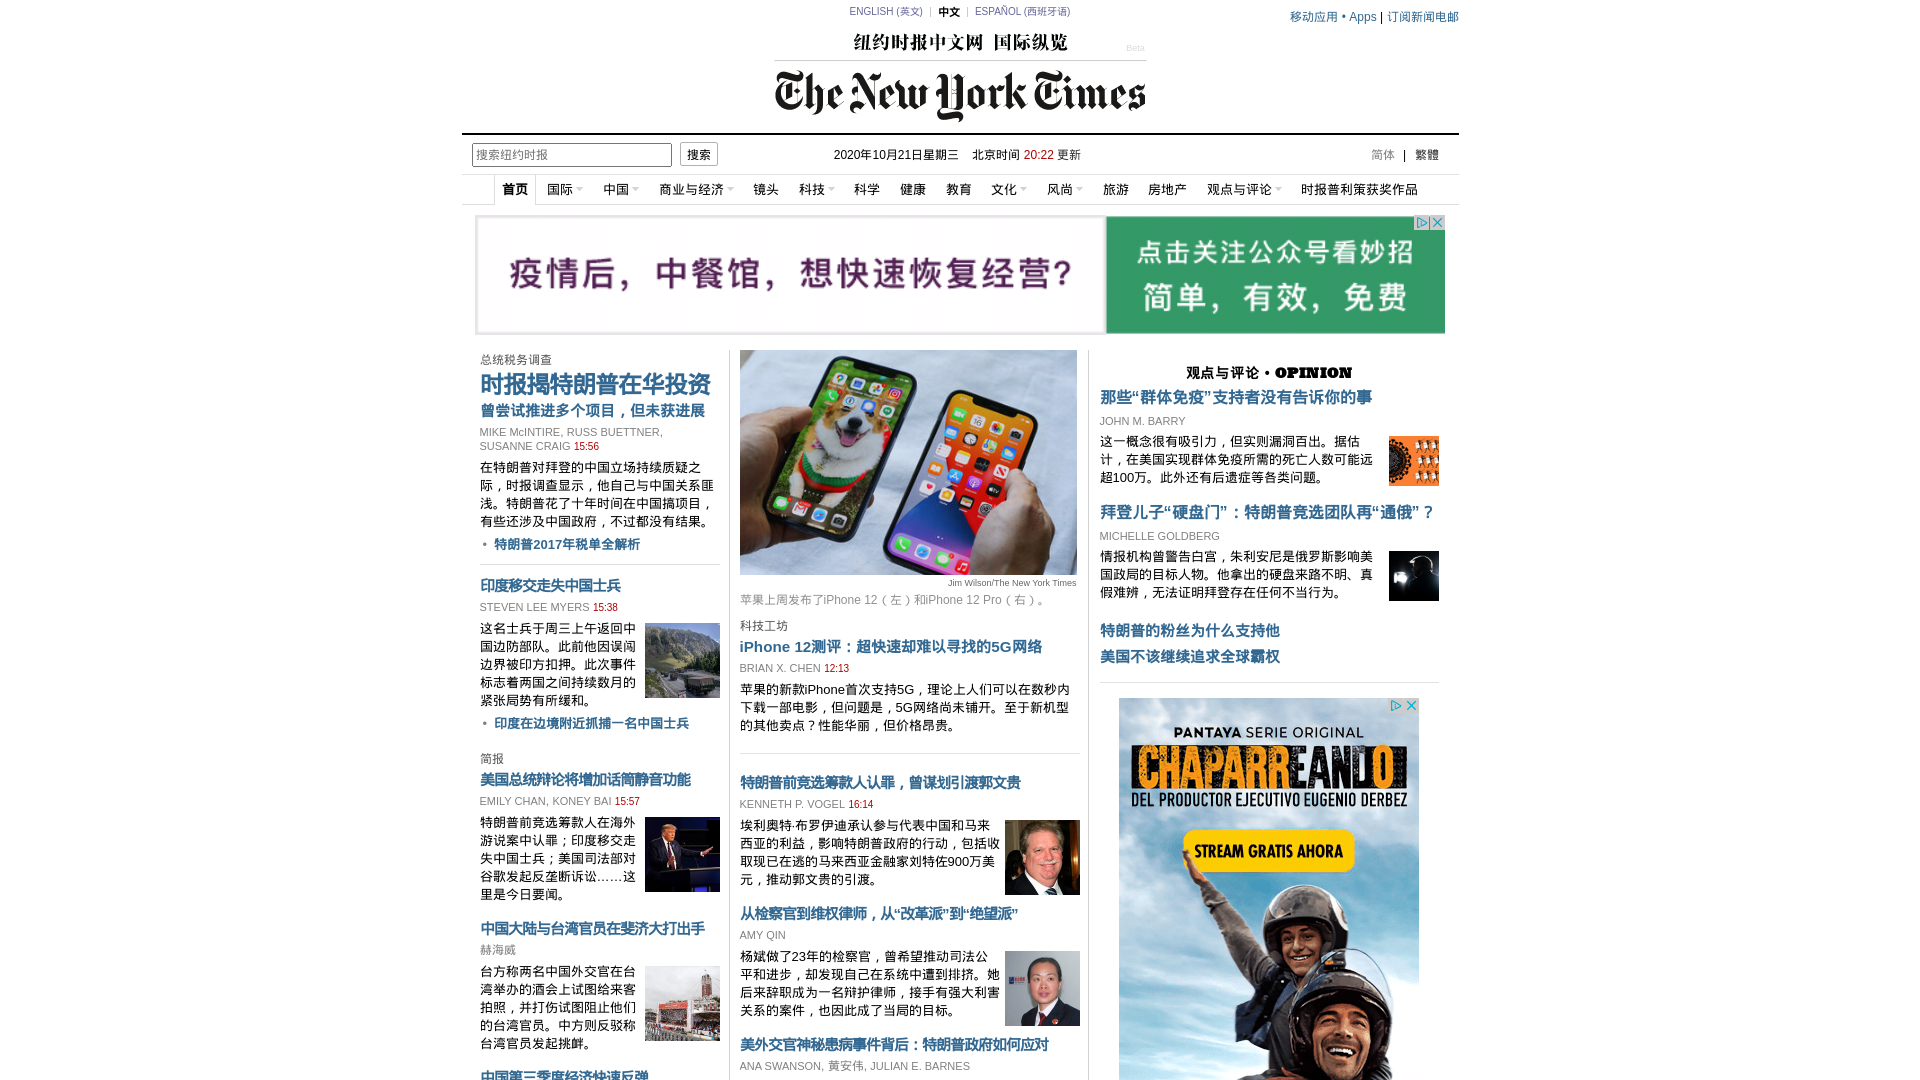 ENGLISH (英文)
中文
ESPAÑOL (西班牙语)
移动应用 • Apps | 订阅新闻电邮
纽约时报中文网 国际纵览
Beta
The New York Times
搜索纽约时报
搜索
2020年10月21日星期三 北京时间 20:22 更新
简体 | 繁體
首页 国际 中国 商业与经济 镜头 科技 科学 健康 教育 文化 风尚 旅游 房地产 观点与评论 时报普利策获奖作品
疫情后，中餐馆，想快速恢复经营?
点击关注公众号看妙招
简单，有效，免费
总统税务调查
时报揭特朗普在华投资
曾尝试推进多个项目，但未获进展
MIKE McINTIRE, RUSS BUETTNER,
SUSANNE CRAIG 15:56
在特朗普对拜登的中国立场持续质疑之
际，时报调查显示，他自己与中国关系匪
浅。特朗普花了十年时间在中国搞项目，
有些还涉及中国政府，不过都没有结果。
• 特朗普2017年税单全解析
印度移交走失中国士兵
STEVEN LEE MYERS 15:38
这名士兵于周三上午返回中
国边防部队。此前他因误闯
边界被印方扣押。此次事件
标志着两国之间持续数月的
紧张局势有所缓和。
• 印度在边境附近抓捕一名中国士兵
简报
美国总统辩论将增加话筒静音功能
EMILY CHAN, KONEY BAI 15:57
特朗普前竞选筹款人在海外
游说案中认罪；印度移交走
失中国士兵；美国司法部对
谷歌发起反垄断诉讼……这
里是今日要闻。
中国大陆与台湾官员在斐济大打出手
赫海威
台方称两名中国外交官在台
湾举办的酒会上试图给来客
拍照，并打伤试图阻止他们
的台湾官员。中方则反驳称
台湾官员发起挑衅。
中国第三季度经济快速反弹
Jim Wilson/The New York Times
苹果上周发布了iPhone 12（左）和iPhone 12 Pro（右）。
科技工坊
iPhone 12测评：超快速却难以寻找的5G网络
BRIAN X. CHEN 12:13
苹果的新款iPhone首次支持5G，理论上人们可以在数秒内
下载一部电影，但问题是，5G网络尚未铺开。至于新机型
的其他卖点？性能华丽，但价格昂贵。
特朗普前竞选筹款人认罪，曾谋划引渡郭文贵
KENNETH P. VOGEL 16:14
埃利奥特·布罗伊迪承认参与代表中国和马来
西亚的利益，影响特朗普政府的行动，包括收
取现已在逃的马来西亚金融家刘特佐900万美
元，推动郭文贵的引渡。
从检察官到维权律师，从“改革派”到“绝望派”
AMY QIN
杨斌做了23年的检察官，曾希望推动司法公
平和进步，却发现自己在系统中遭到排挤。她
后来辞职成为一名辩护律师，接手有强大利害
关系的案件，也因此成了当局的目标。
美外交官神秘患病事件背后：特朗普政府如何应对
ANA SWANSON, 黄安伟, JULIAN E. BARNES
观点与评论 • OPINION
那些“群体免疫”支持者没有告诉你的事
JOHN M. BARRY
这一概念很有吸引力，但实则漏洞百出。据估
计，在美国实现群体免疫所需的死亡人数可能远
超100万。此外还有后遗症等各类问题。
拜登儿子“硬盘门”：特朗普竞选团队再“通俄”？
MICHELLE GOLDBERG
情报机构曾警告白宫，朱利安尼是俄罗斯影响美
国政局的目标人物。他拿出的硬盘来路不明、真
假难辨，无法证明拜登存在任何不当行为。
特朗普的粉丝为什么支持他
美国不该继续追求全球霸权
PANTAYA SERIE ORIGINAL
CHAPARREANDO
DEL PRODUCTOR EJECUTIVO EUGENIO DERBEZ
STREAM GRATIS AHORA